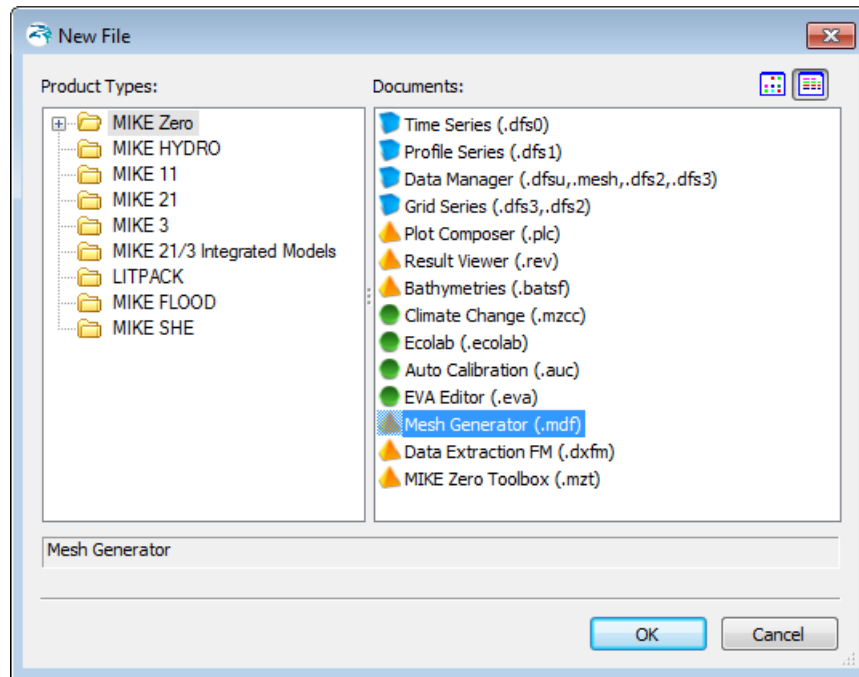 New File
Product Types:
Documents:
MIKE Zero
MIKE HYDRO
MIKE 11
MIKE 21
MIKE 3
MIKE 21/3 Integrated Models
LITPACK
MIKE FLOOD
MIKE SHE
Time Series (.dfs0)
Profile Series (.dfs1)
Data Manager (.dfsu,.mesh,.dfs2,.dfs3)
Grid Series (.dfs3,.dfs2)
Plot Composer (.plc)
Result Viewer (.rev)
Bathymetries (.batsf)
Climate Change (.mzcc)
Ecolab (.ecolab)
Auto Calibration (.auc)
EVA Editor (.eva)
Mesh Generator (.mdf)
Data Extraction FM (.dxfm)
MIKE Zero Toolbox (.mzt)
Mesh Generator
OK
Cancel